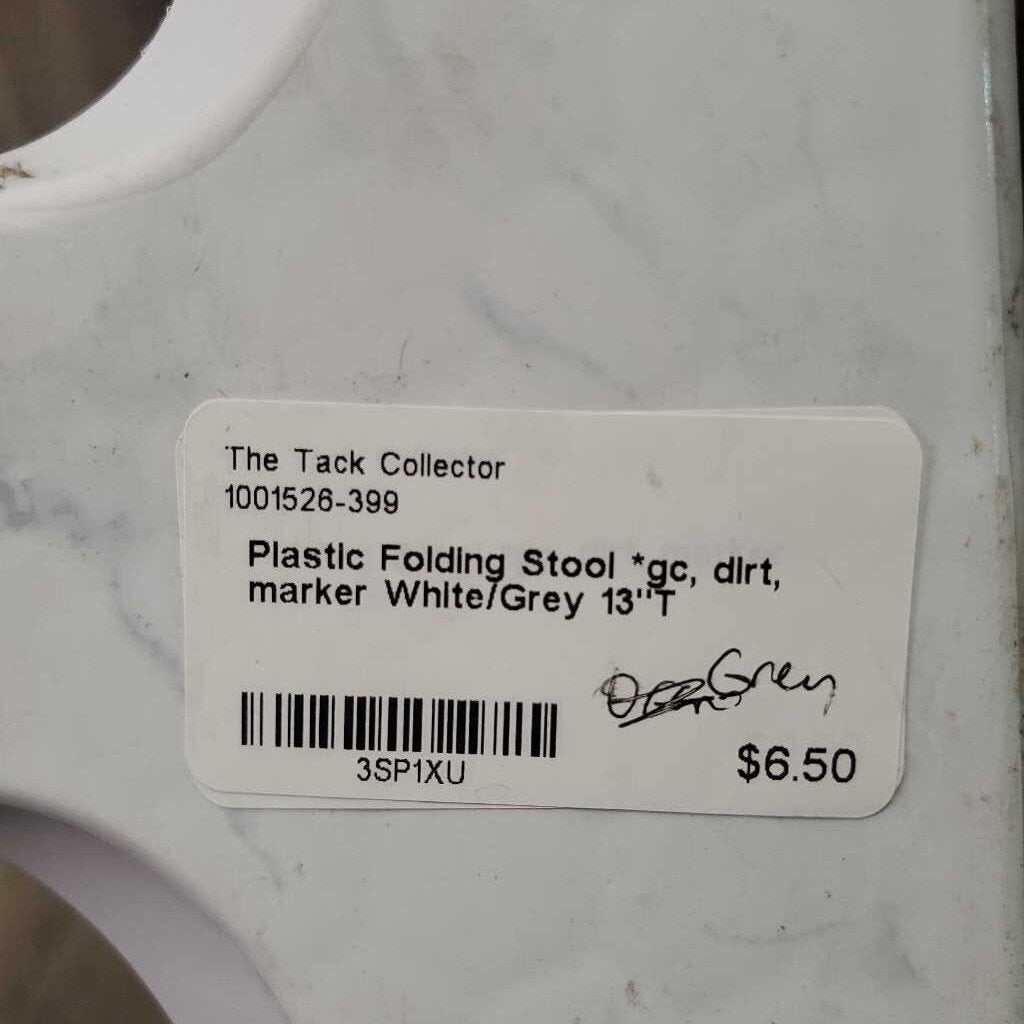 The Tack Collector
1001526-399
Plastic Folding Stool *gc, dirt,
marker White/Grey 13"T
Grey
3SP1XU
$6.50